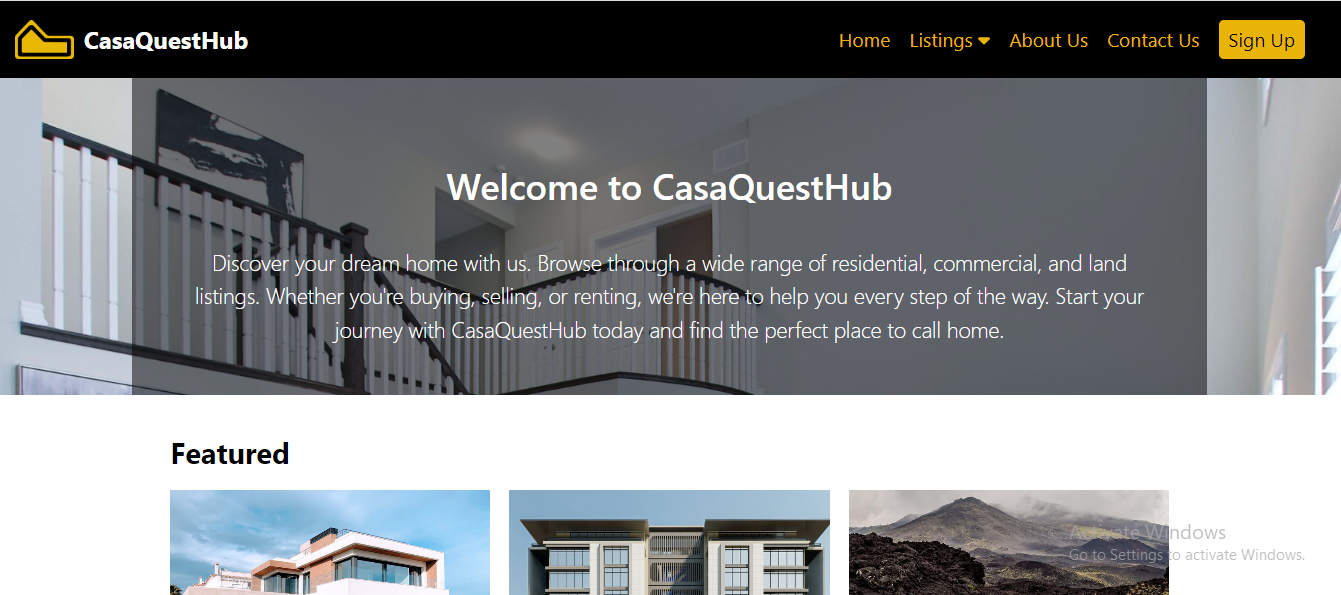 CasaQuestHub
Home Listings About Us Contact Us Sign Up
Welcome to CasaQuestHub
Discover your dream home with us. Browse through a wide range of residential, commercial, and land
listings. Whether you're buying, selling, or renting, we're here to help you every step of the way. Start your
journey with CasaQuestHub today and find the perfect place to call home.
Featured
Activate Windows
Go to Settings to activate Windows.